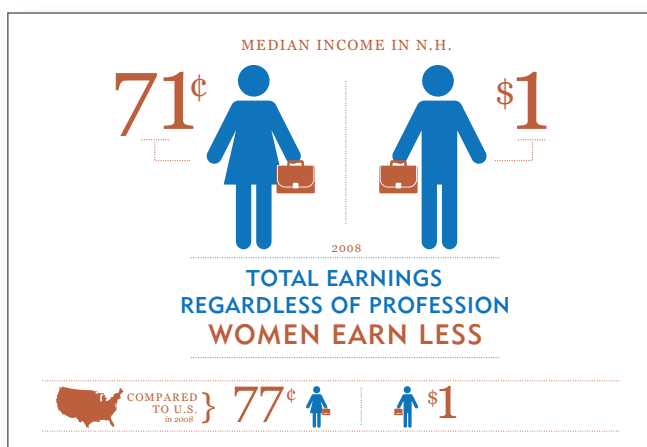 MEDIAN INCOME IN N.H.
71¢
$1
2008
TOTAL EARNINGS
REGARDLESS OF PROFESSION
WOMEN EARN LESS
COMPARED
TO U.S.
in 2008
}
77¢
$1